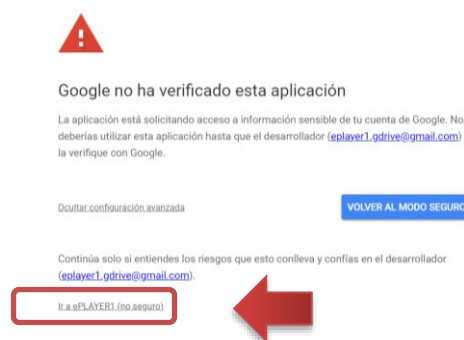 Google no ha verificado esta aplicación
La aplicación está solicitando acceso a información sensible de tu cuenta de Google. No
deberías utilizar esta aplicación hasta que el desarrollador (eplayer1.gdrive@gmail.com)
la verifique con Google.
Ocultar configuración avanzada
VOLVER AL MODO SEGURO
Continúa solo si entiendes los riesgos que esto conlleva y confías en el desarrollador
(eplayer1.gdrive@gmail.com).
Ir a ePLAYER1 (no seguro)